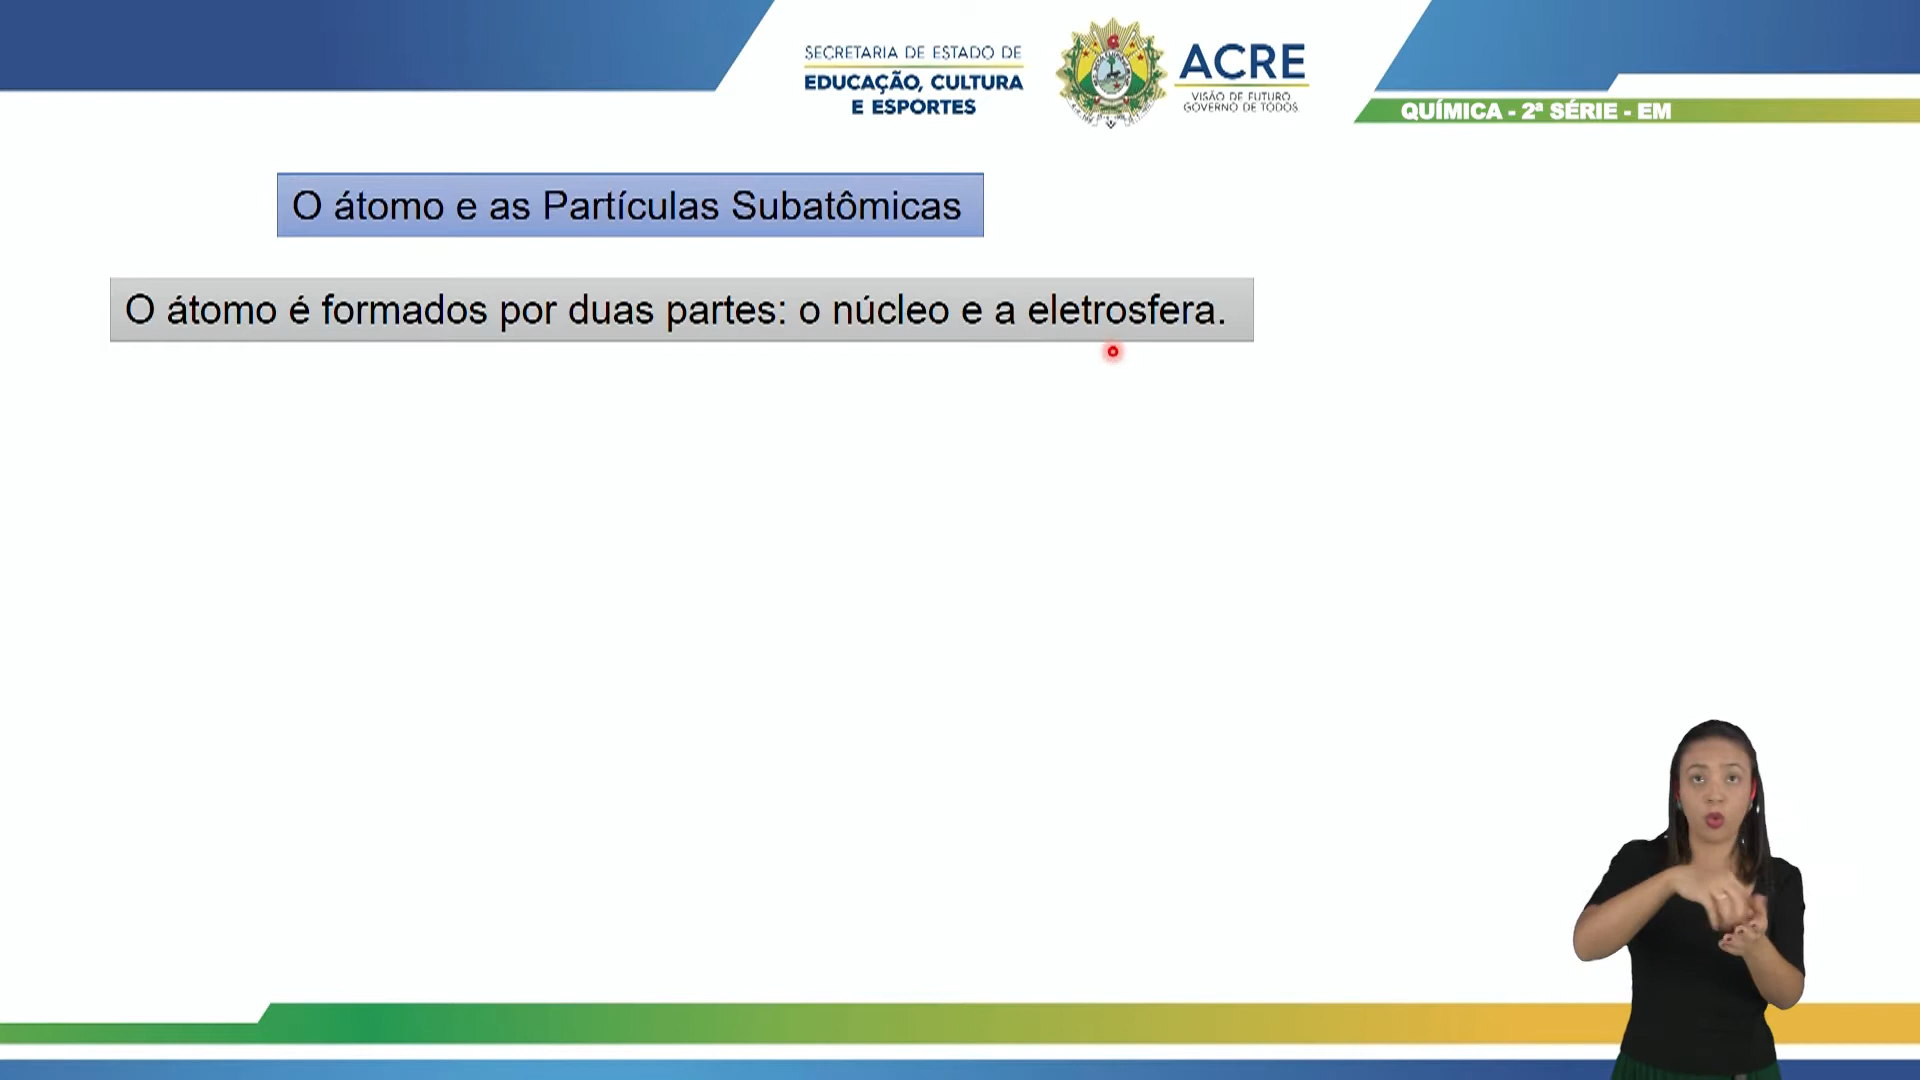 SECRETARIA DE ESTADO DE
EDUCAÇÃO, CULTURA
E ESPORTES
ACRE
VISÃO DE FUTURO.
GOVERNO DE TODOS.
QUÍMICA - 2ª SÉRIE - EM
O átomo e as Partículas Subatômicas
O átomo é formados por duas partes: o núcleo e a eletrosfera.